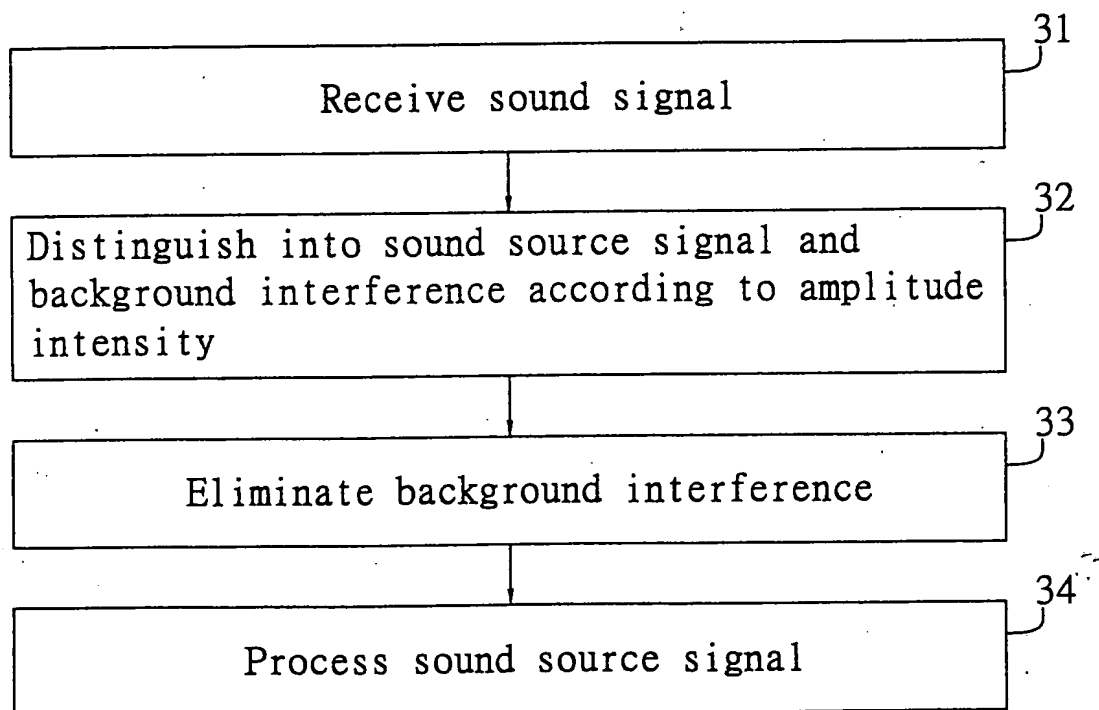 31
Receive sound signal
32
Distinguish into sound source signal and
background interference according to amplitude
intensity
33
Eliminate background interference
34
Process sound source signal